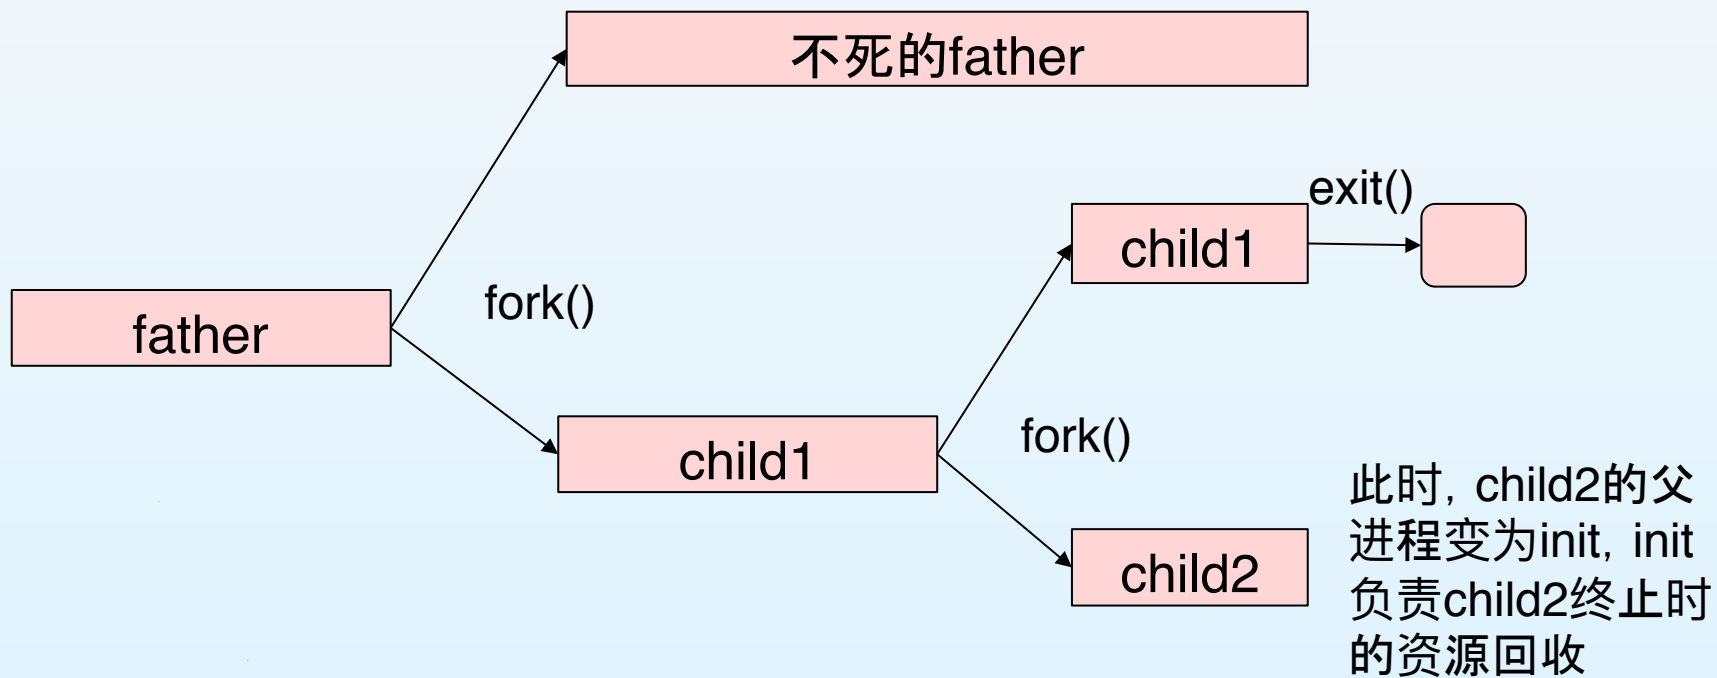 不死的father
exit()
child1
fork()
father
child1
fork()
child2
此时, child2的父
进程变为init, init
负责child2终止时
的资源回收